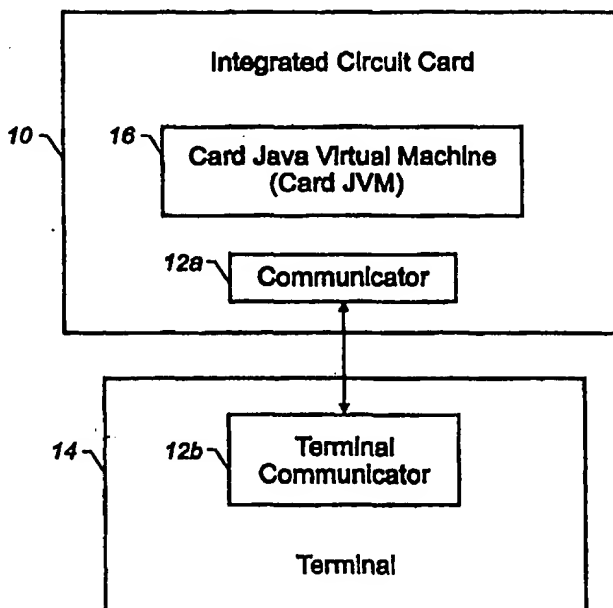 Integrated Circuit Card
10
16
Card Java Virtual Machine
(Card JVM)
12a
Communicator
14
12b
Terminal
Communicator
Terminal